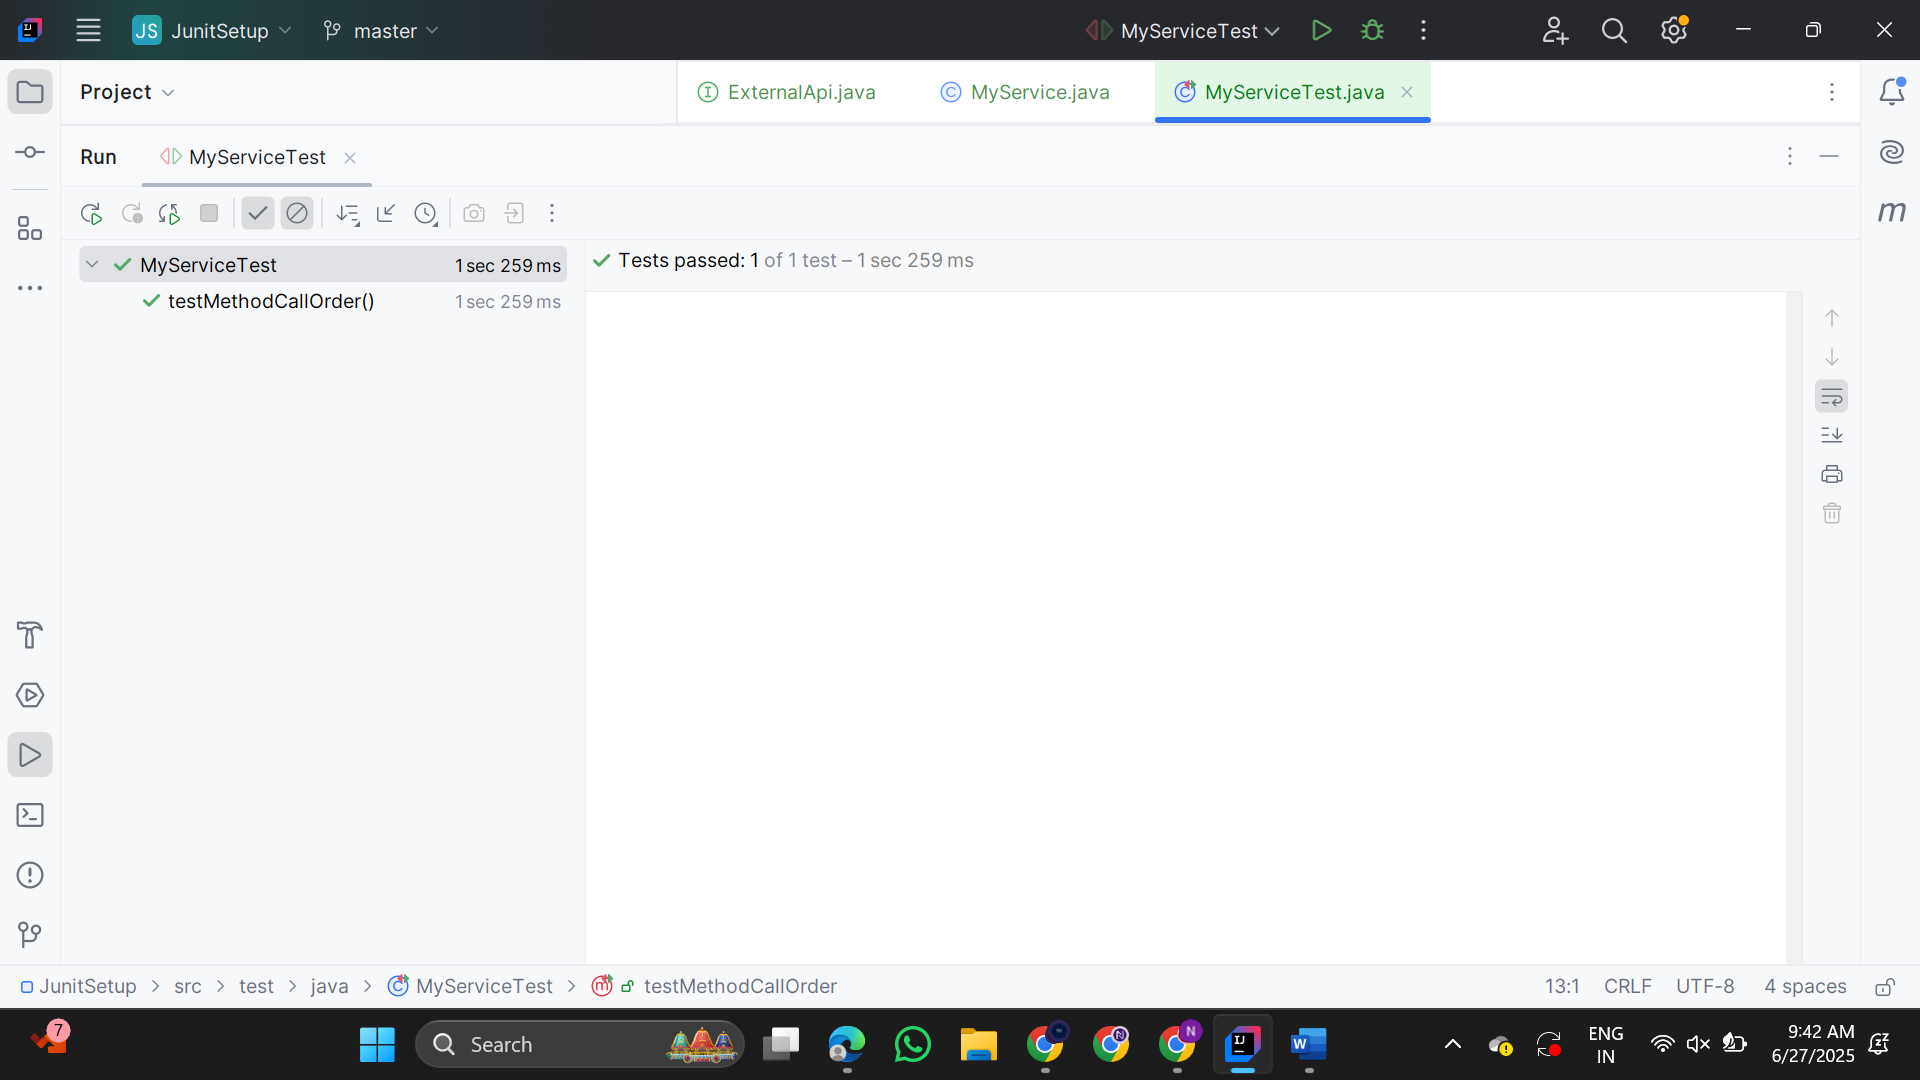 JS JunitSetup master MyServiceTest
Project ExternalApi.java MyService.java MyServiceTest.java
Run MyServiceTest
m
MyServiceTest 1 sec 259 ms
Tests passed: 1 of 1 test – 1 sec 259 ms
testMethodCallOrder() 1 sec 259 ms
JunitSetup > src > test > java > MyServiceTest > testMethodCallOrder 13:1 CRLF UTF-8 4 spaces
7
Search
ENG
IN
9:42 AM
6/27/2025